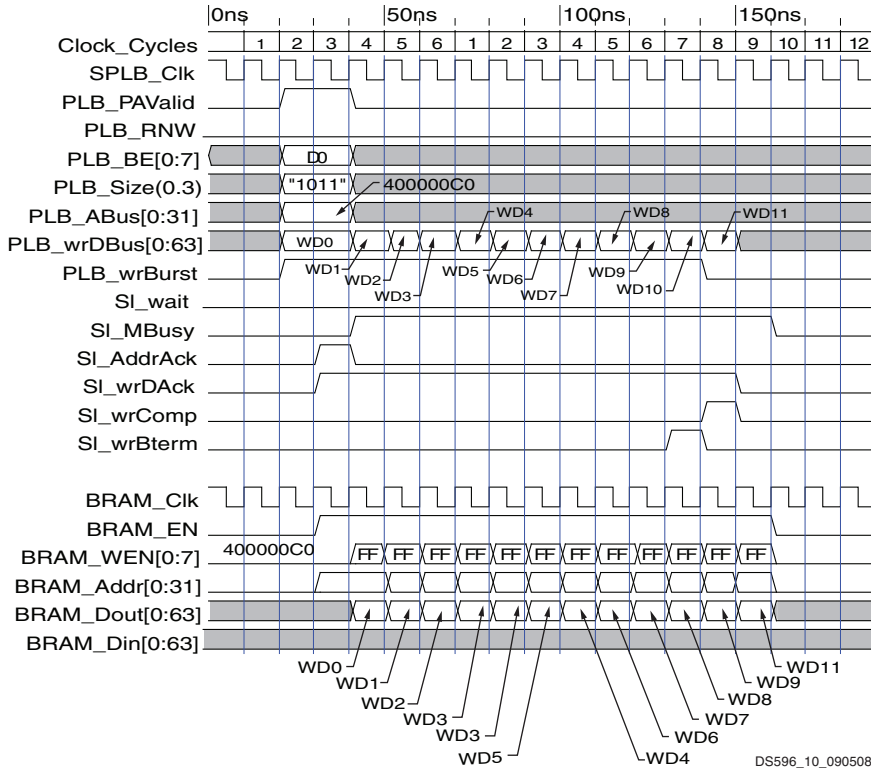 0ns 50ns 100ns 150ns
Clock_Cycles 1 2 3 4 5 6 1 2 3 4 5 6 7 8 9 10 11 12
SPLB_Clk
PLB_PAValid
PLB_RNW
PLB_BE[0:7] D0
PLB_Size(0.3) "1011" 400000C0
PLB_ABus[0:31] WD4 WD8 WD11
PLB_wrDBus[0:63] WD0 WD1 WD5 WD9
PLB_wrBurst WD2 WD6 WD10
WD3 WD7
Sl_wait
Sl_MBusy
Sl_AddrAck
Sl_wrDAck
Sl_wrComp
Sl_wrBterm
BRAM_Clk
BRAM_EN
BRAM_WEN[0:7] 400000C0 FF FF FF FF FF FF FF FF FF FF FF FF
BRAM_Addr[0:31]
BRAM_Dout[0:63]
BRAM_Din[0:63]
WD0 WD11
WD1 WD9
WD2 WD8
WD3 WD7
WD3 WD6
WD5 WD4
DS596_10_090508